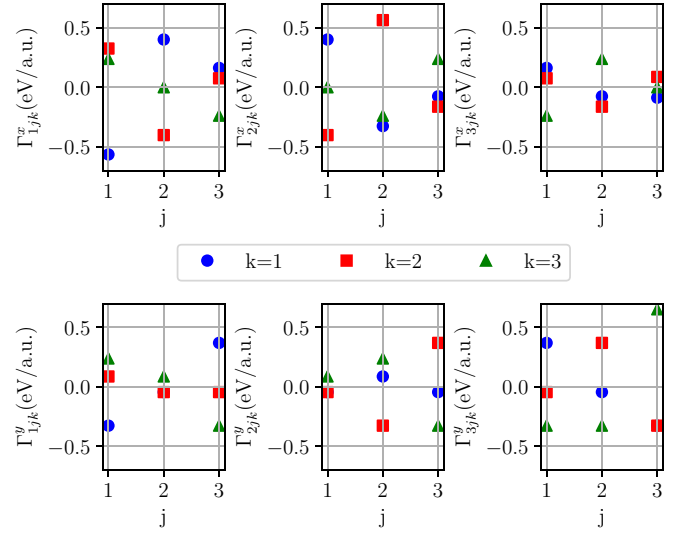 Γ^x_{1jk}(eV/a.u.)
0.5
0.0
−0.5
1 2 3
j
Γ^x_{2jk}(eV/a.u.)
0.5
0.0
−0.5
1 2 3
j
Γ^x_{3jk}(eV/a.u.)
0.5
0.0
−0.5
1 2 3
j
k=1 k=2 k=3
Γ^y_{1jk}(eV/a.u.)
0.5
0.0
−0.5
1 2 3
j
Γ^y_{2jk}(eV/a.u.)
0.5
0.0
−0.5
1 2 3
j
Γ^y_{3jk}(eV/a.u.)
0.5
0.0
−0.5
1 2 3
j